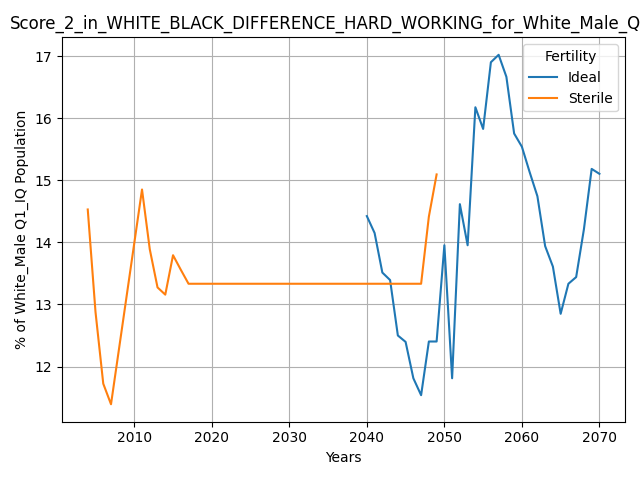 Score_2_in_WHITE_BLACK_DIFFERENCE_HARD_WORKING_for_White_Male_Q
17
16
15
14
13
12
% of White_Male Q1_IQ Population
Fertility
Ideal
Sterile
2010 2020 2030 2040 2050 2060 2070
Years